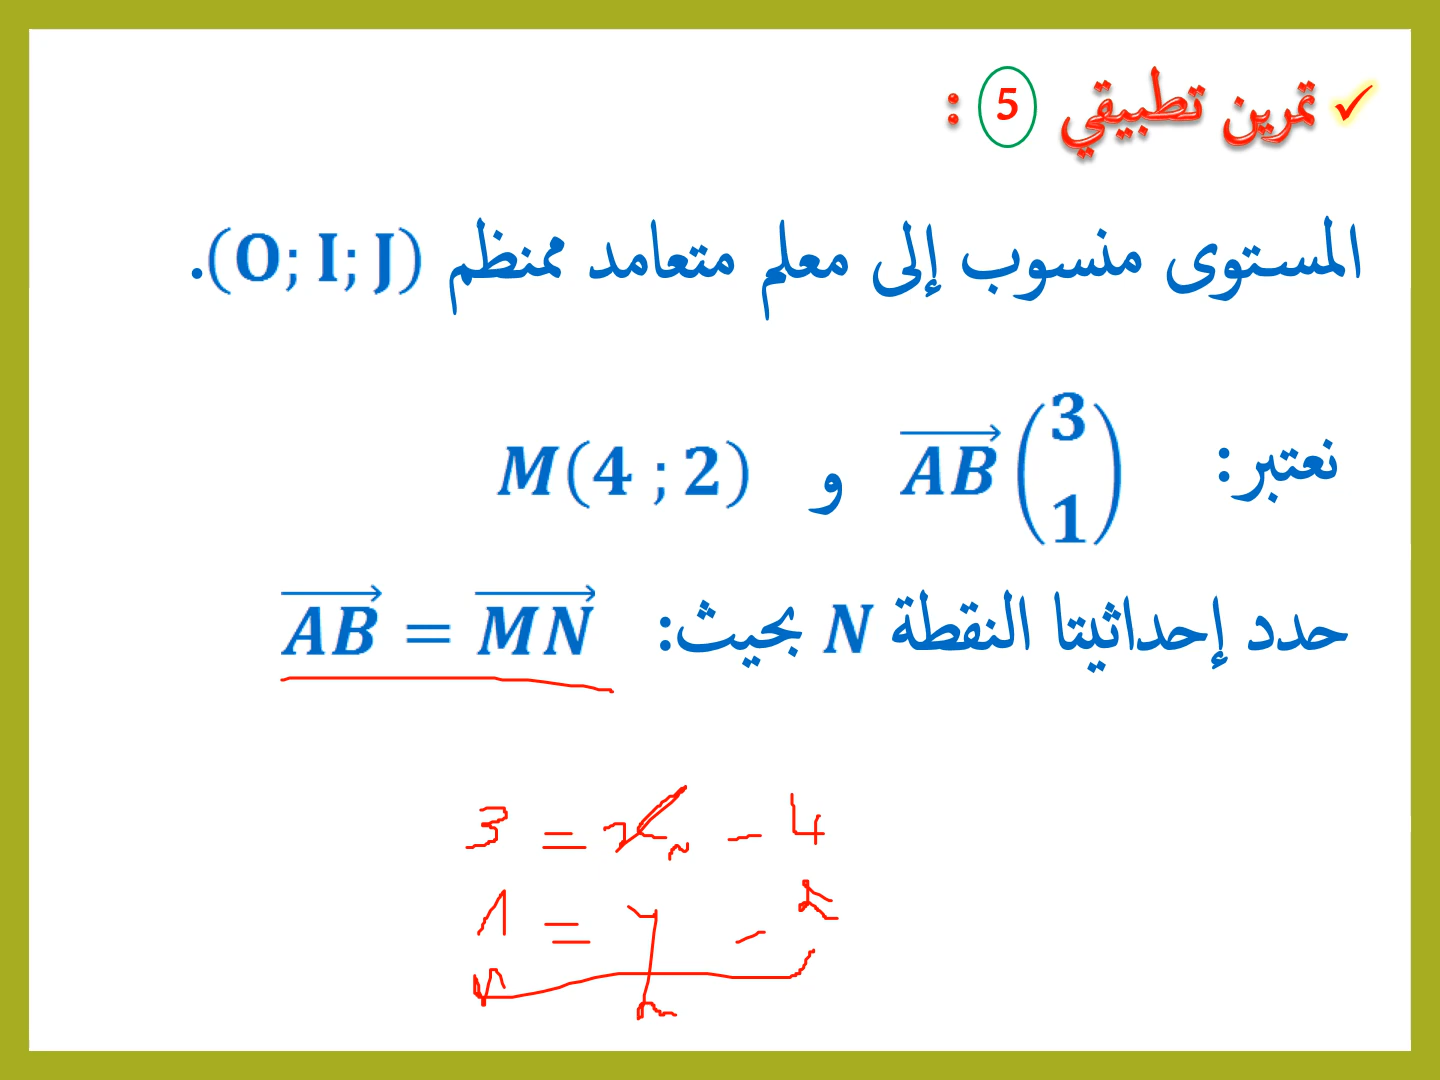 ✓ تمرين تطبيقي 5 :
المستوى منسوب إلى معلم متعامد ممنظم (O; I; J).
نعتبر: AB (3 1) و M(4 ; 2)
حدد إحداثيتا النقطة N بحيث: AB = MN
3 = x_N - 4
1 = y - 2